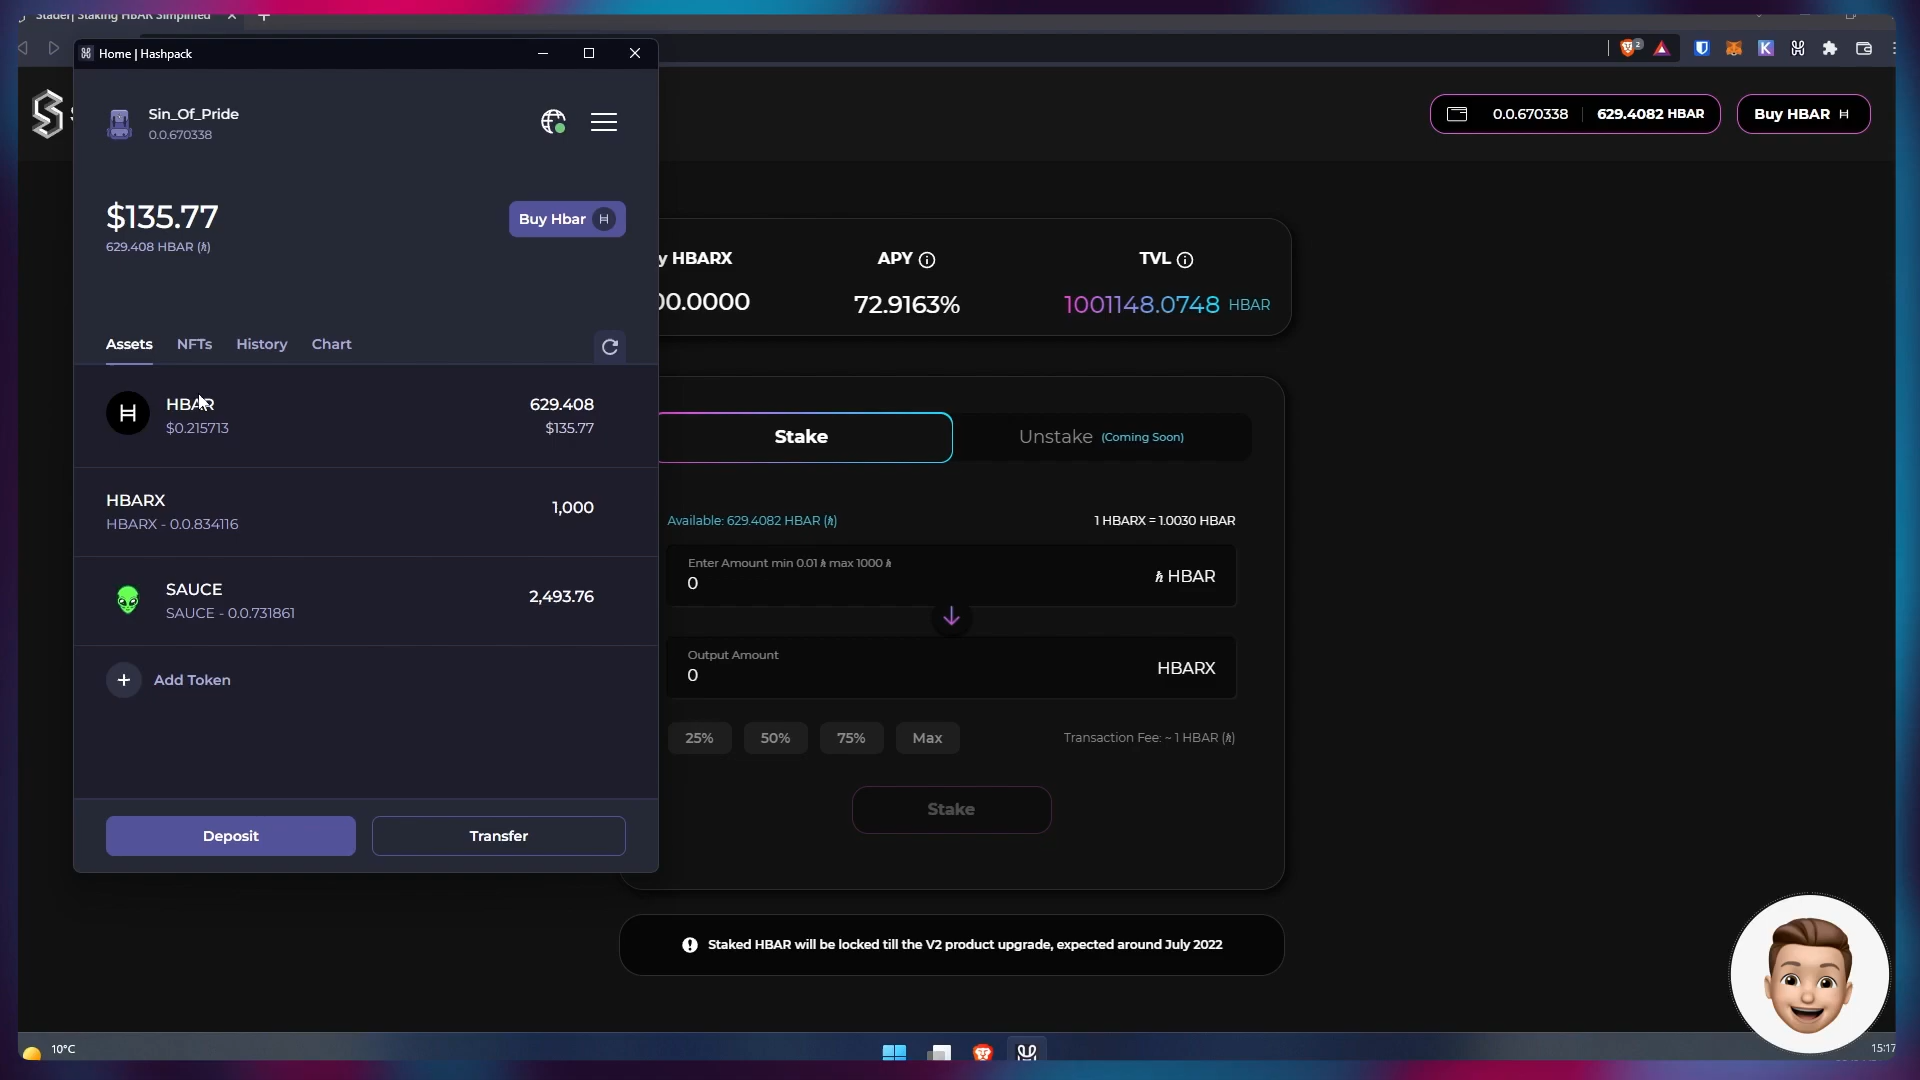 Stader| Staking HBAR Simplified
Home | Hashpack
2
K
Sin_Of_Pride
0.0.670338
0.0.670338
629.4082 HBAR
Buy HBAR
$135.77
629.408 HBAR (ℏ)
Buy Hbar
y HBARX
00.0000
APY
72.9163%
TVL
1001148.0748 HBAR
Assets
NFTs
History
Chart
HBAR
$0.215713
629.408
$135.77
HBARX
HBARX - 0.0.834116
1,000
SAUCE
SAUCE - 0.0.731861
2,493.76
Add Token
Deposit
Transfer
Stake
Unstake (Coming Soon)
Available: 629.4082 HBAR (ℏ)
1 HBARX = 1.0030 HBAR
Enter Amount min 0.01 ℏ max 1000 ℏ
0
ℏ HBAR
Output Amount
0
HBARX
25%
50%
75%
Max
Transaction Fee: ~ 1 HBAR (ℏ)
Stake
Staked HBAR will be locked till the V2 product upgrade, expected around July 2022
10°C
15:17